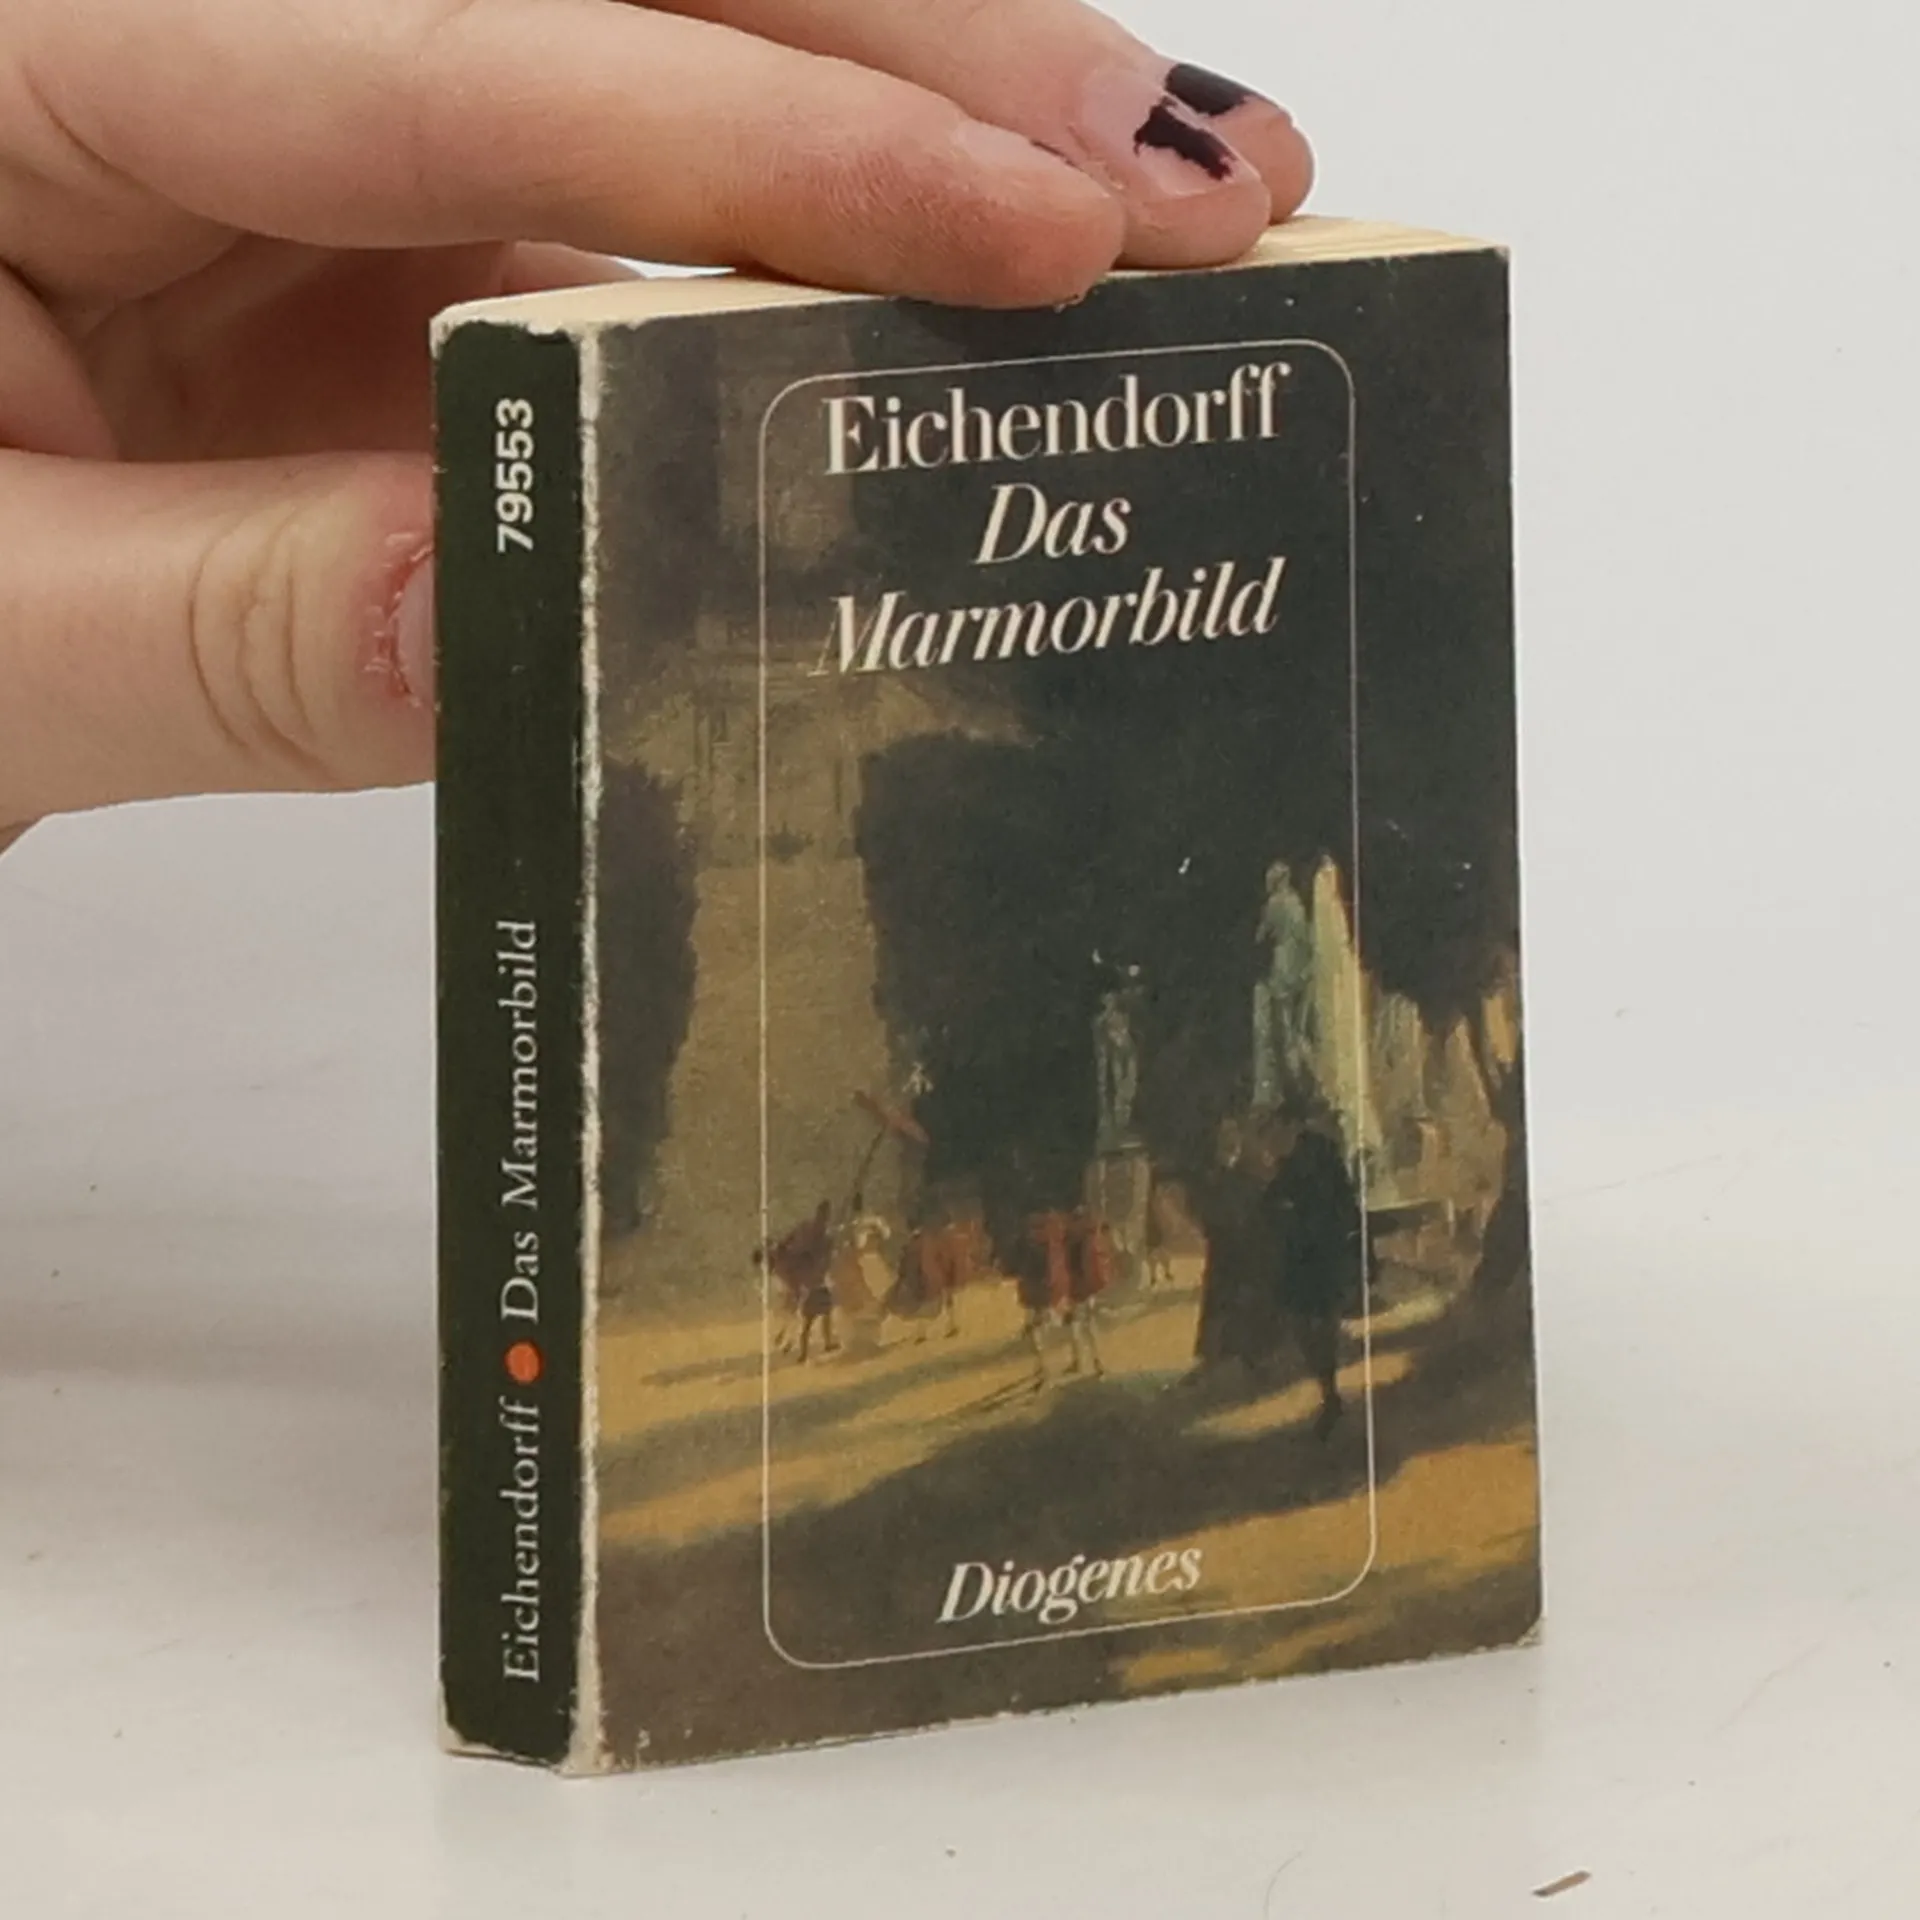 79553
Eichendorff ● Das Marmorbild
Eichendorff
Das
Marmorbild
Diogenes